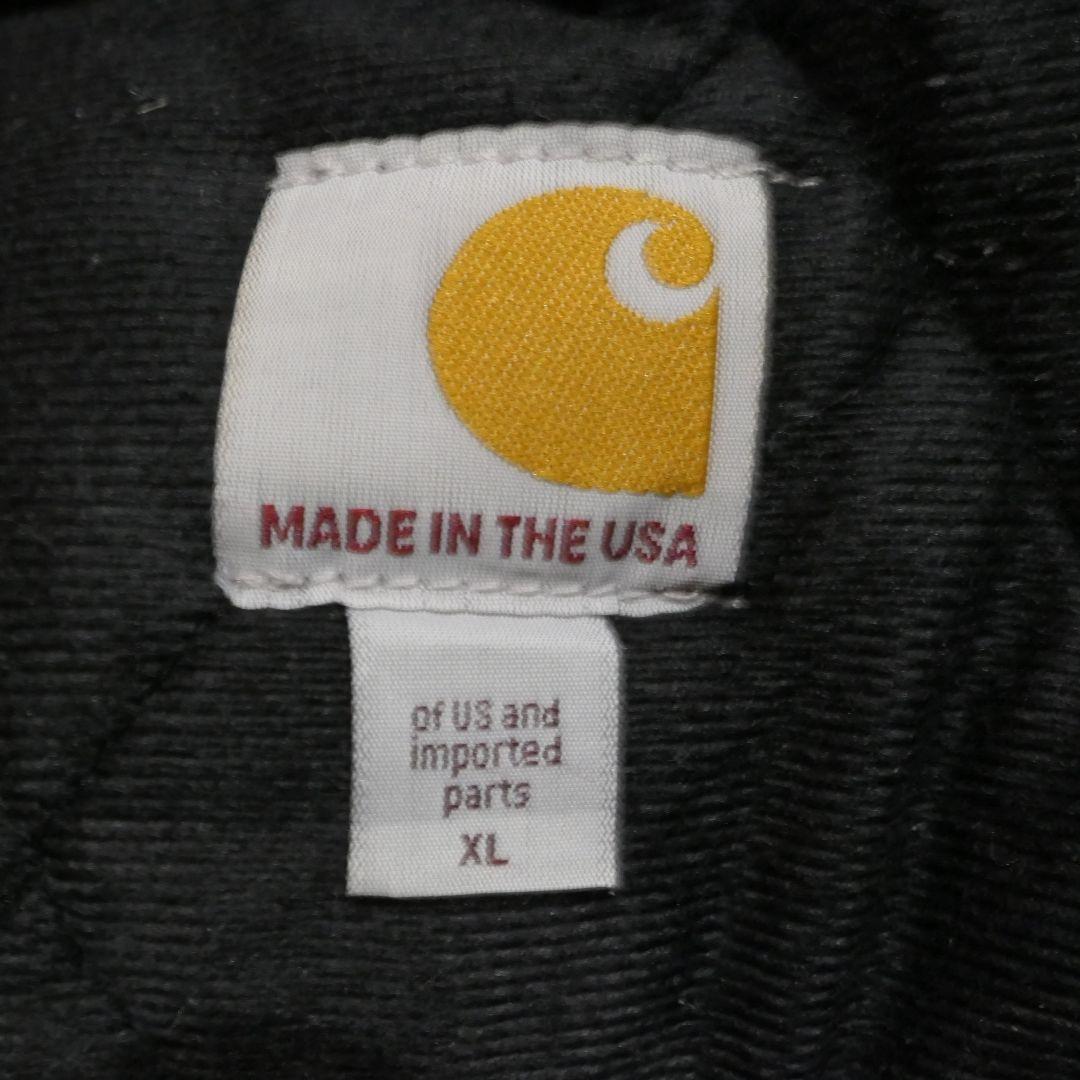 MADE IN THE USA
of US and
imported
parts
XL